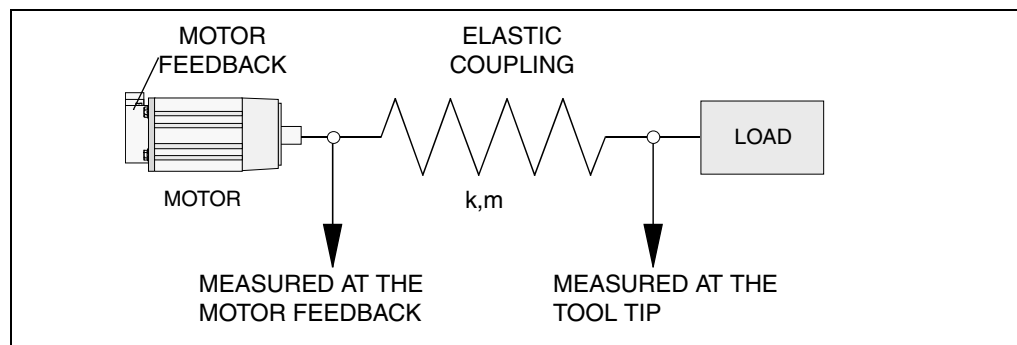 MOTOR
FEEDBACK
ELASTIC
COUPLING
LOAD
MOTOR
k,m
MEASURED AT THE
MOTOR FEEDBACK
MEASURED AT THE
TOOL TIP